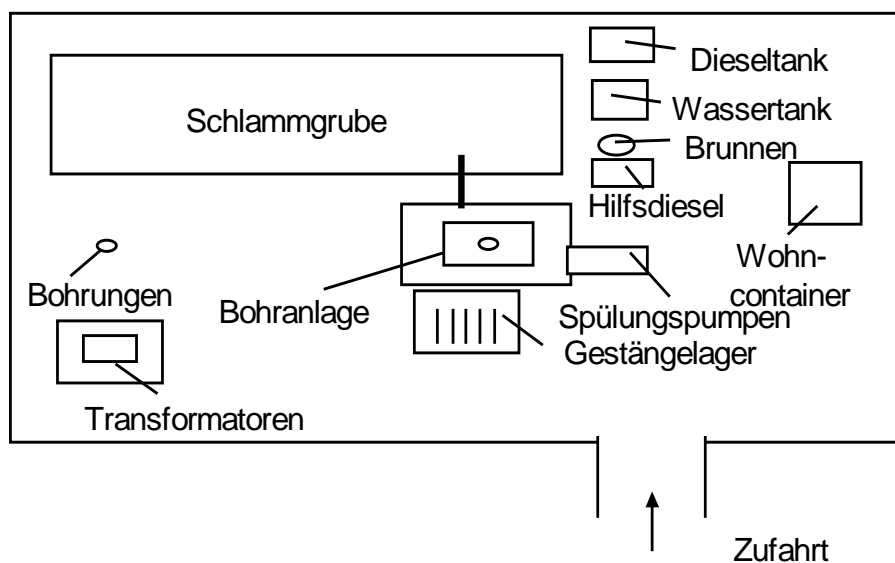 Dieseltank
Schlammgrube
Wassertank
Brunnen
Hilfsdiesel
Wohn-
container
Bohrungen
Bohranlage
Spülungspumpen
Gestängelager
Transformatoren
Zufahrt